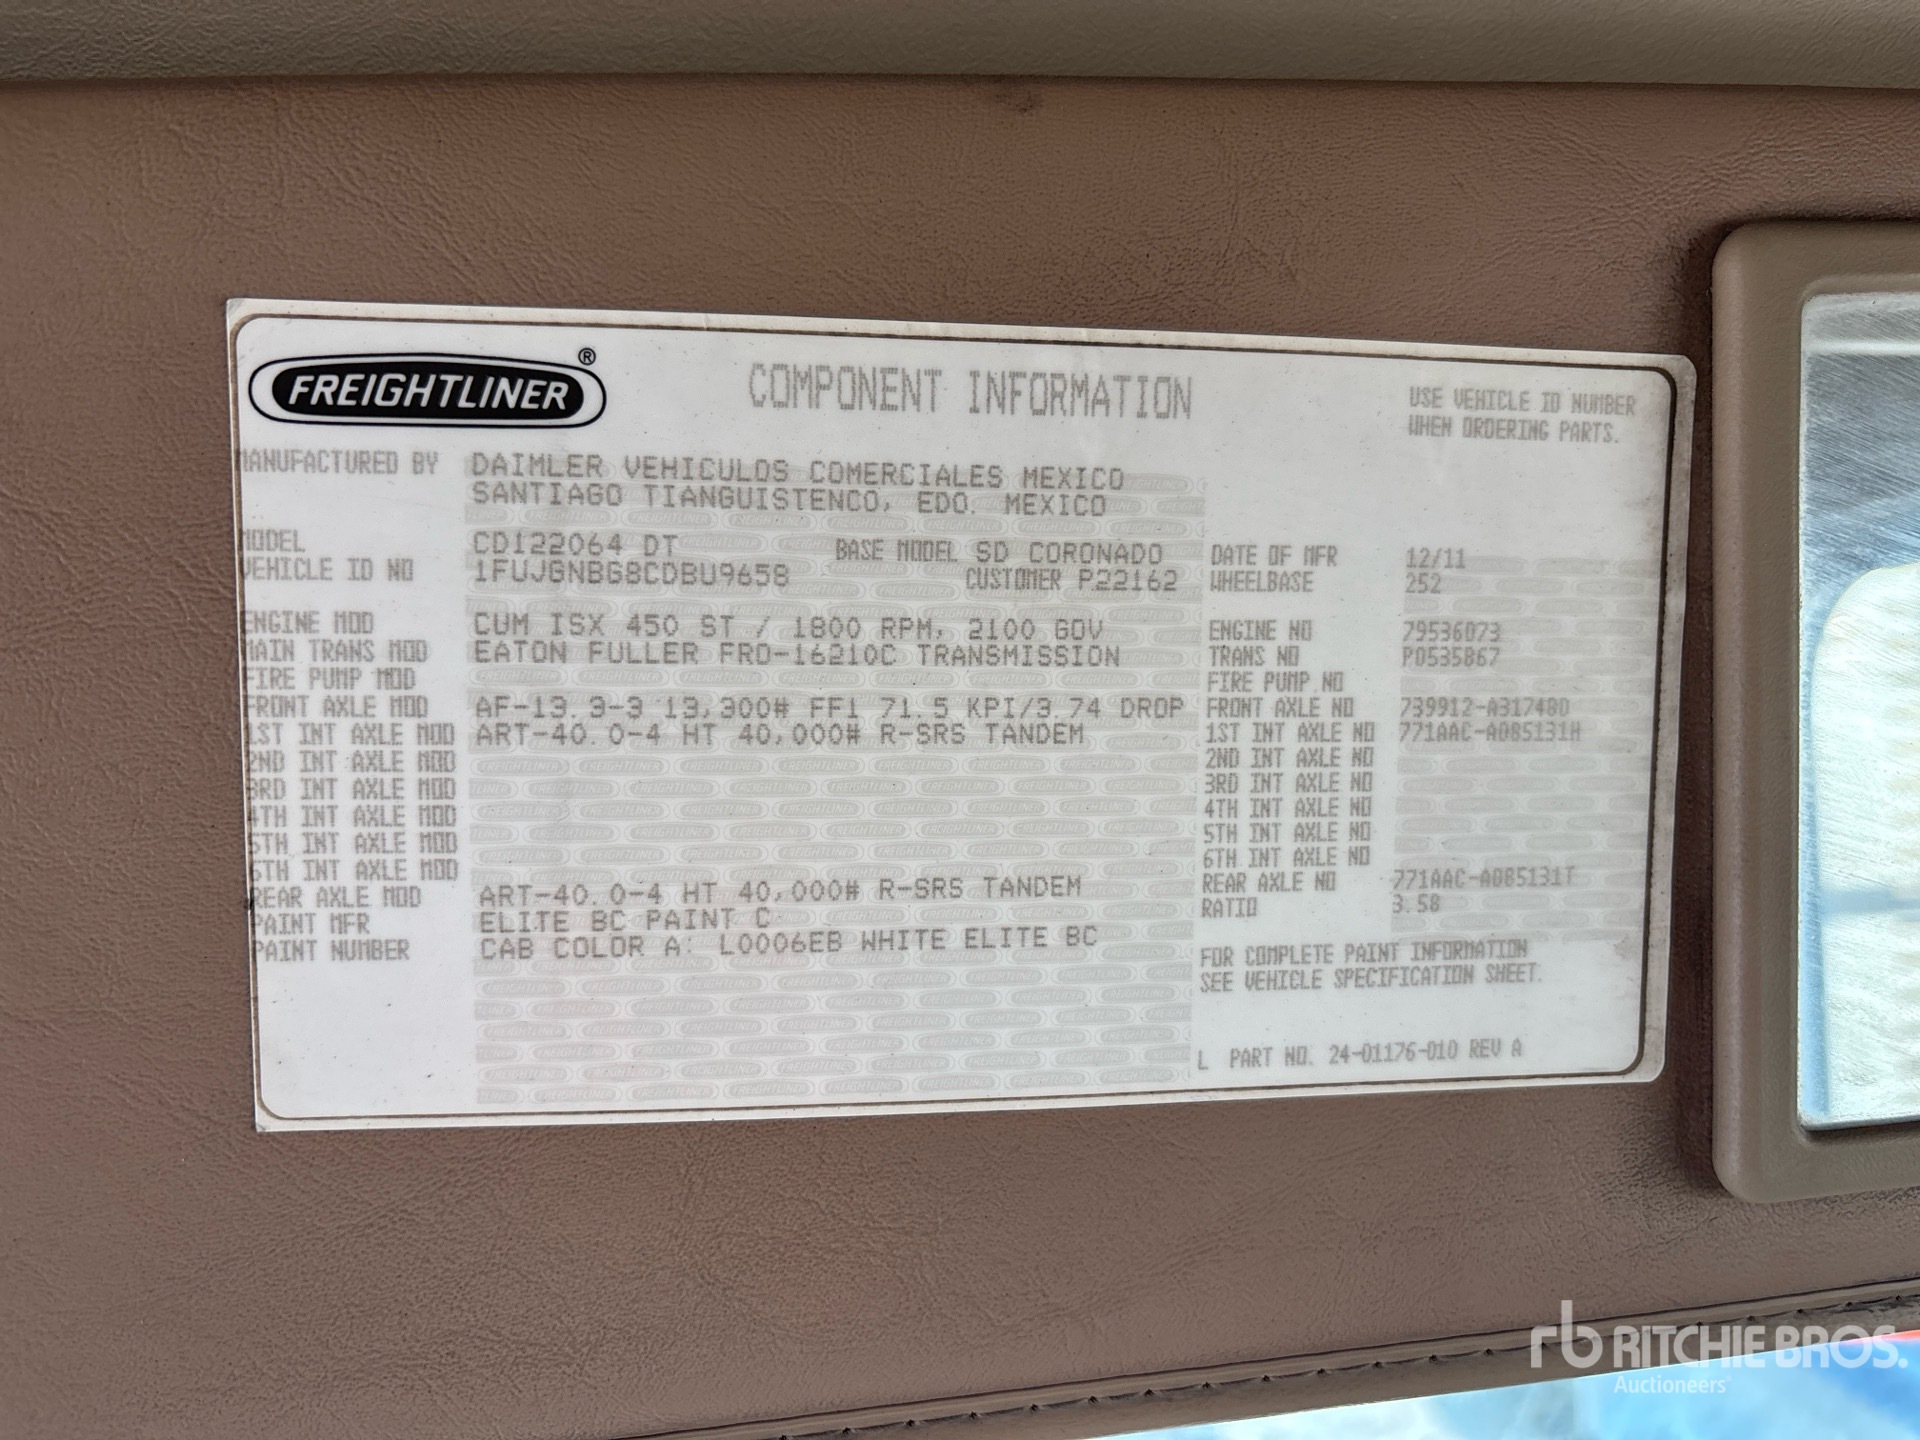 FREIGHTLINER ®
COMPONENT INFORMATION
USE VEHICLE ID NUMBER
WHEN ORDERING PARTS.
MANUFACTURED BY DAIMLER VEHICULOS COMERCIALES MEXICO
SANTIAGO TIANGUISTENCO, EDO. MEXICO
MODEL CD122064 DT BASE MODEL SD CORONADO DATE OF MFR 12/11
VEHICLE ID NO 1FUJGNBG8CDBU9658 CUSTOMER P22162 WHEELBASE 252
ENGINE MOD CUM ISX 450 ST / 1800 RPM, 2100 GOV ENGINE NO 79536073
MAIN TRANS MOD EATON FULLER FRO-16210C TRANSMISSION TRANS NO P0535867
FIRE PUMP MOD FIRE PUMP NO
FRONT AXLE MOD AF-13.3-3 13,300# FF1 71.5 KPI/3.74 DROP FRONT AXLE NO 739912-A317480
1ST INT AXLE MOD ART-40.0-4 HT 40,000# R-SRS TANDEM 1ST INT AXLE NO 771AAC-A085131H
2ND INT AXLE MOD 2ND INT AXLE NO
3RD INT AXLE MOD 3RD INT AXLE NO
4TH INT AXLE MOD 4TH INT AXLE NO
5TH INT AXLE MOD 5TH INT AXLE NO
6TH INT AXLE MOD 6TH INT AXLE NO
REAR AXLE MOD ART-40.0-4 HT 40,000# R-SRS TANDEM REAR AXLE NO 771AAC-A085131T
PAINT MFR ELITE BC PAINT C RATIO 3.58
PAINT NUMBER CAB COLOR A: L0006EB WHITE ELITE BC
FOR COMPLETE PAINT INFORMATION
SEE VEHICLE SPECIFICATION SHEET.
L PART NO. 24-01176-010 REV A
rb RITCHIE BROS.
Auctioneers